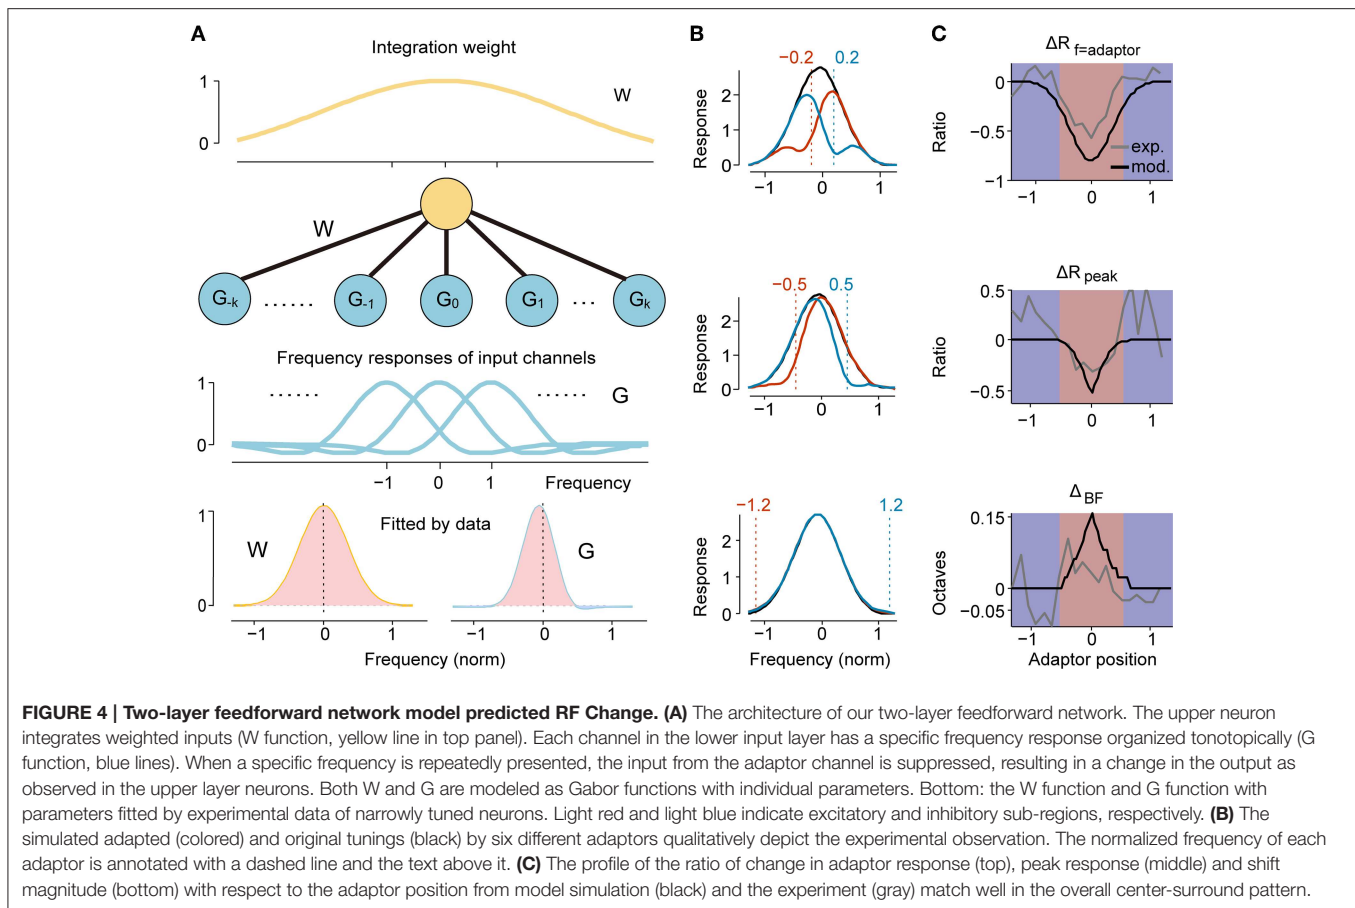 A
Integration weight
1
0
W
W
G-k
......
G-1
G0
G1
...
Gk
Frequency responses of input channels
1
0
......
......
G
−1
0
1
Frequency
Fitted by data
1
0
W
G
−1
0
1
−1
0
1
Frequency (norm)
B
−0.2
0.2
Response
2
1
0
−1
0
1
−0.5
0.5
Response
2
1
0
−1
0
1
−1.2
1.2
Response
2
1
0
−1
0
1
Frequency (norm)
C
ΔR f=adaptor
Ratio
0
−0.5
−1
exp.
mod.
−1
0
1
ΔR peak
Ratio
0.5
0
−0.5
−1
0
1
Δ BF
Octaves
0.15
0
−0.05
−1
0
1
Adaptor position
FIGURE 4 | Two-layer feedforward network model predicted RF Change. (A) The architecture of our two-layer feedforward network. The upper neuron
integrates weighted inputs (W function, yellow line in top panel). Each channel in the lower input layer has a specific frequency response organized tonotopically (G
function, blue lines). When a specific frequency is repeatedly presented, the input from the adaptor channel is suppressed, resulting in a change in the output as
observed in the upper layer neurons. Both W and G are modeled as Gabor functions with individual parameters. Bottom: the W function and G function with
parameters fitted by experimental data of narrowly tuned neurons. Light red and light blue indicate excitatory and inhibitory sub-regions, respectively. (B) The
simulated adapted (colored) and original tunings (black) by six different adaptors qualitatively depict the experimental observation. The normalized frequency of each
adaptor is annotated with a dashed line and the text above it. (C) The profile of the ratio of change in adaptor response (top), peak response (middle) and shift
magnitude (bottom) with respect to the adaptor position from model simulation (black) and the experiment (gray) match well in the overall center-surround pattern.